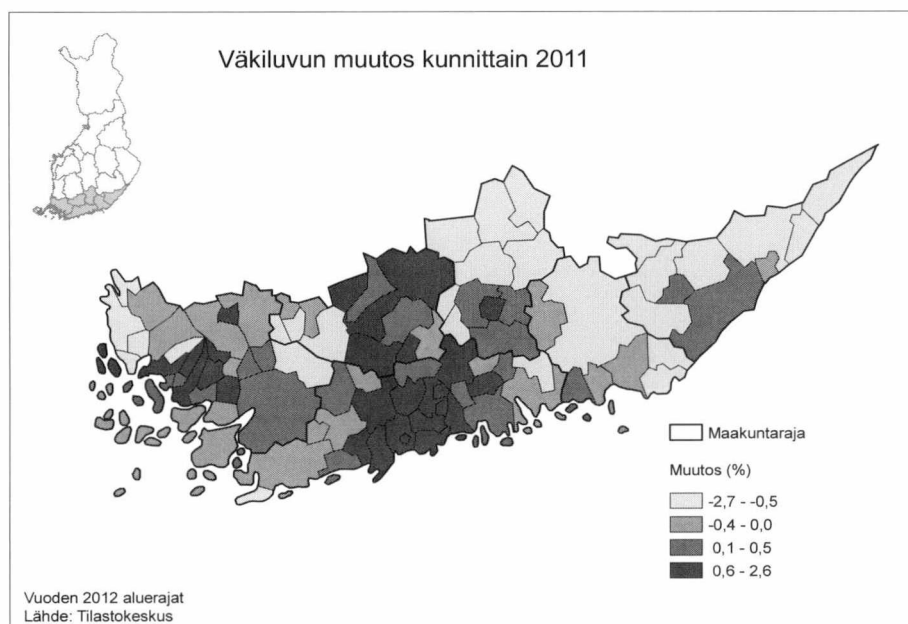 Väkiluvun muutos kunnittain 2011
Maakuntaraja
Muutos (%)
-2,7 - -0,5
-0,4 - 0,0
0,1 - 0,5
0,6 - 2,6
Vuoden 2012 aluerajat
Lähde: Tilastokeskus